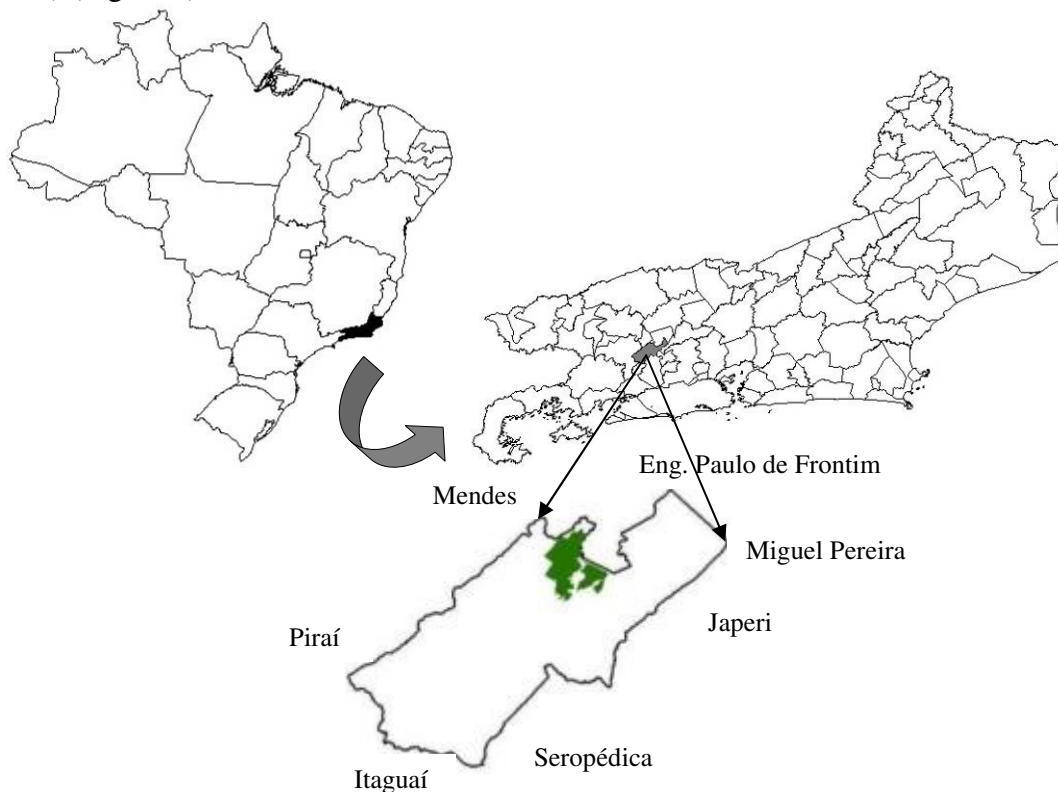 Eng. Paulo de Frontim
Mendes
Miguel Pereira
Japeri
Piraí
Seropédica
Itaguaí